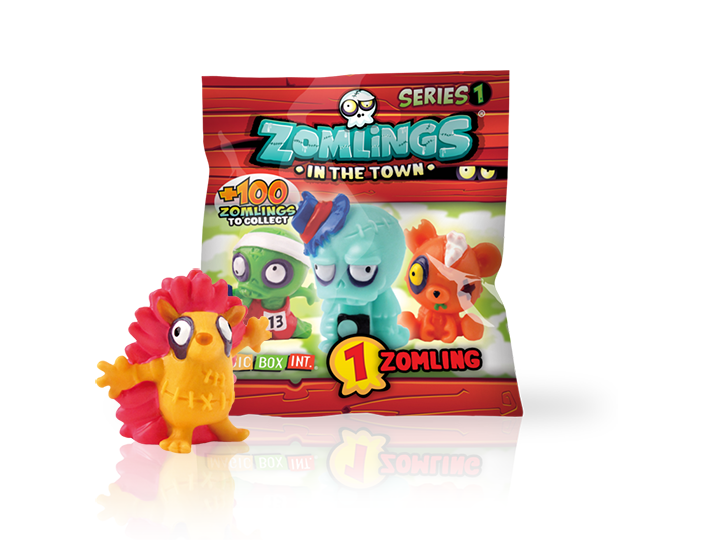 SERIES 1
ZOMLINGS®
•IN THE TOWN•
+100
ZOMLINGS
TO COLLECT
13
BOX INT.
1 ZOMLING